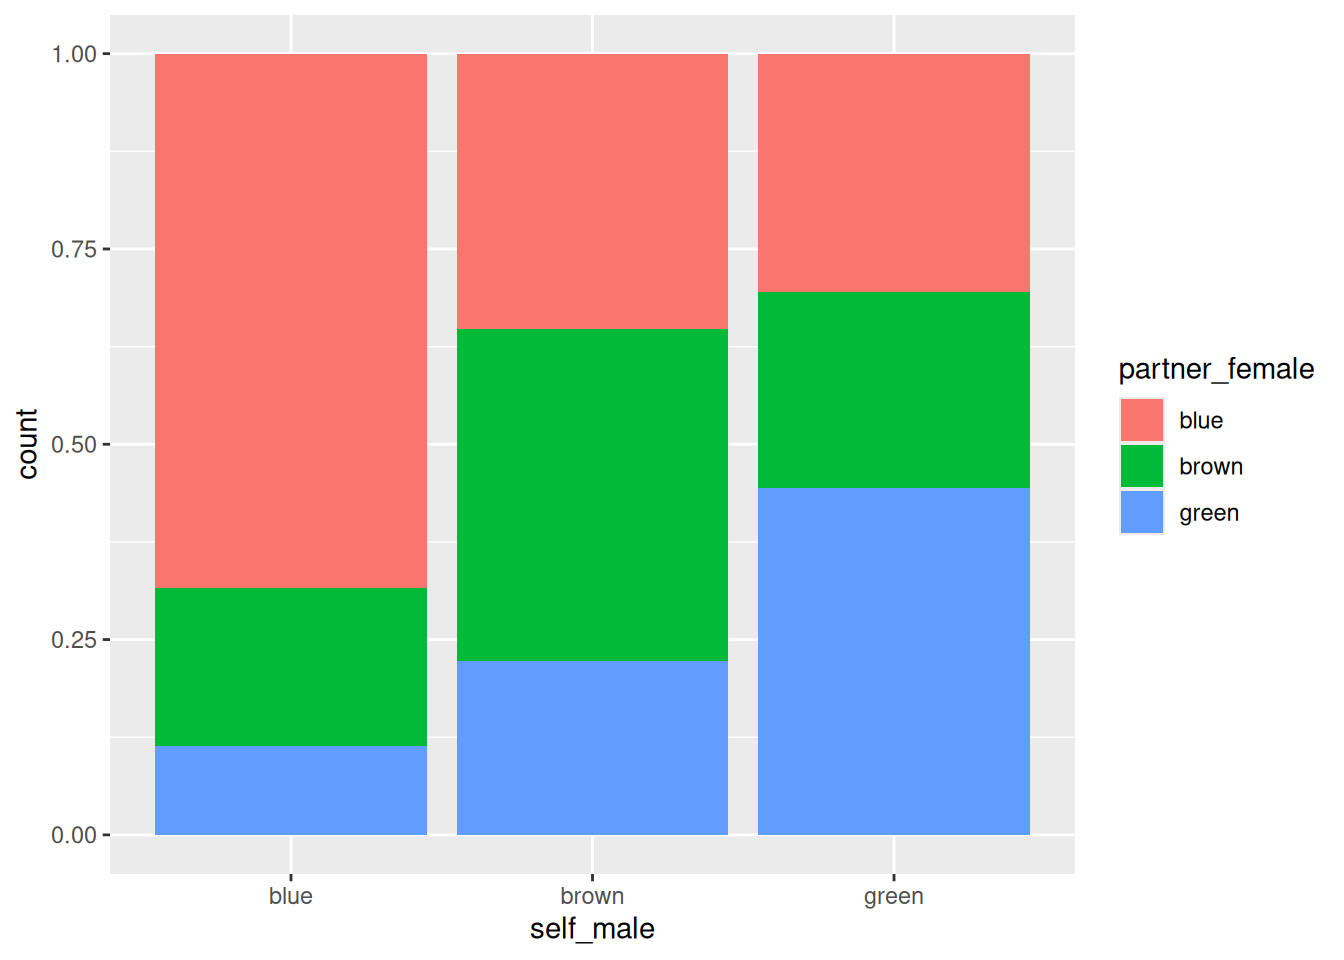 1.00
0.75
0.50
0.25
0.00
count
blue
brown
green
self_male
partner_female
blue
brown
green